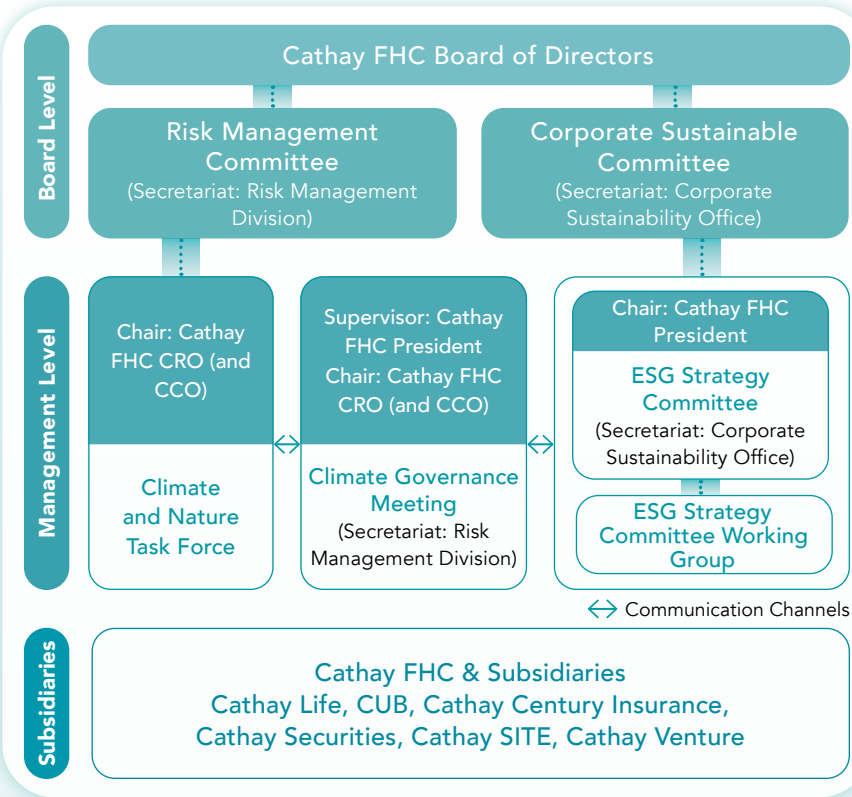 Board Level
Cathay FHC Board of Directors
Risk Management
Committee
(Secretariat: Risk Management
Division)
Corporate Sustainable
Committee
(Secretariat: Corporate
Sustainability Office)
Management Level
Chair: Cathay
FHC CRO (and
CCO)
Climate
and Nature
Task Force
Supervisor: Cathay
FHC President
Chair: Cathay FHC
CRO (and CCO)
Climate Governance
Meeting
(Secretariat: Risk
Management Division)
Chair: Cathay FHC
President
ESG Strategy
Committee
(Secretariat: Corporate
Sustainability Office)
ESG Strategy
Committee Working
Group
Communication Channels
Subsidiaries
Cathay FHC & Subsidiaries
Cathay Life, CUB, Cathay Century Insurance,
Cathay Securities, Cathay SITE, Cathay Venture